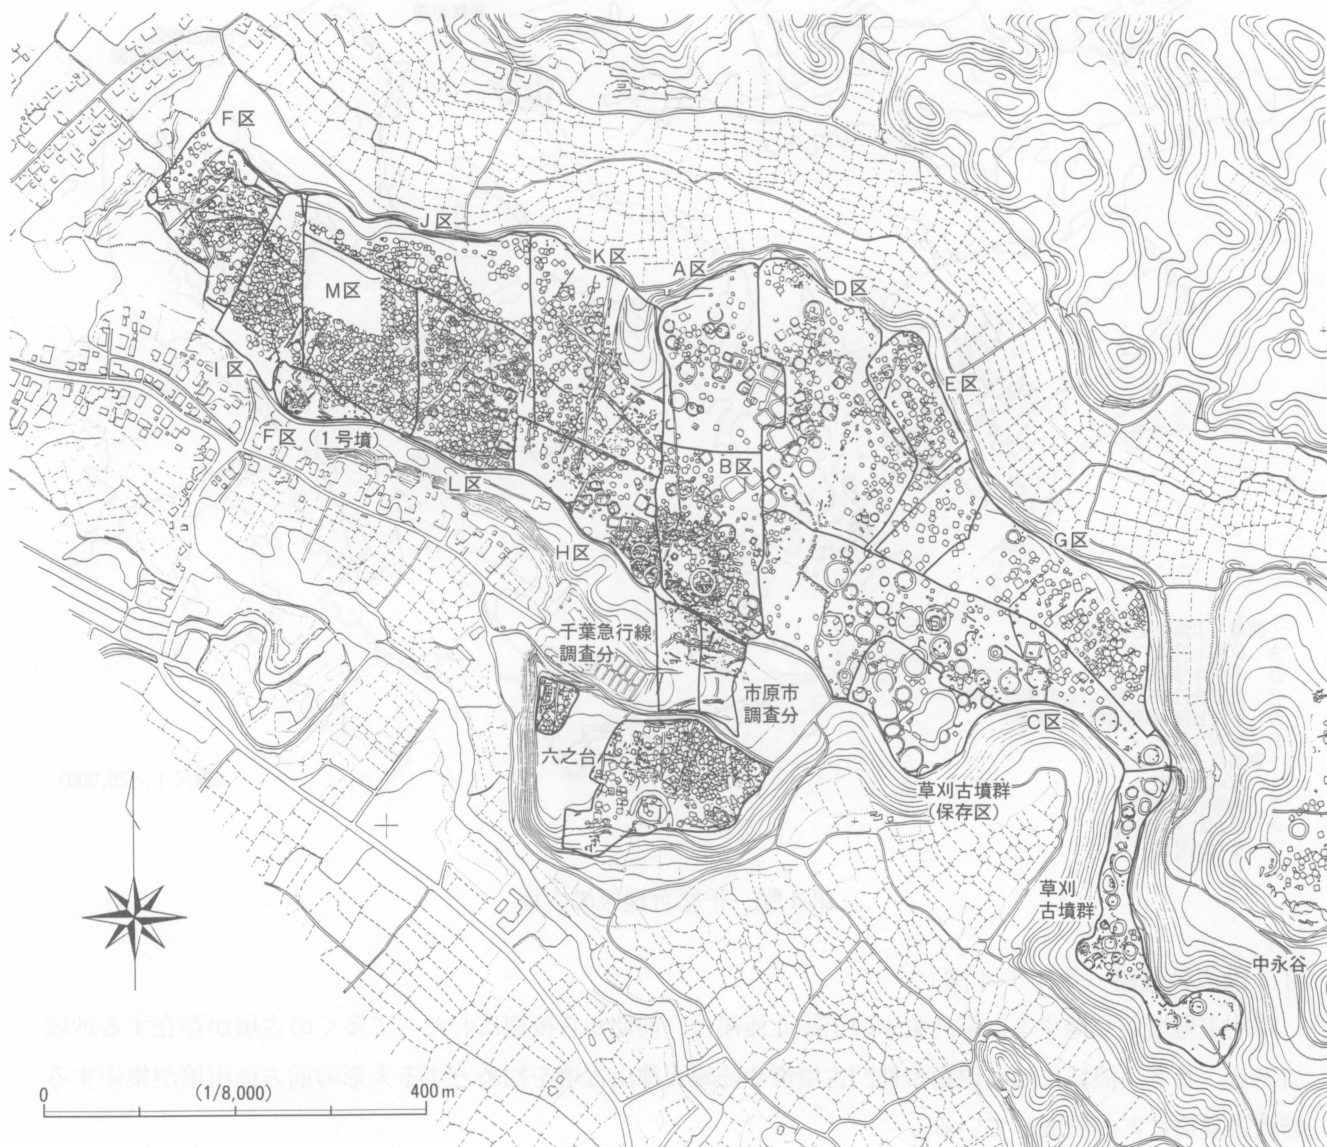 F区
J区
K区
A区
D区
M区
I区
E区
F区（1号墳）
B区
L区
H区
G区
千葉急行線
調査分
市原市
調査分
C区
六之台
草刈古墳群
（保存区）
草刈
古墳群
中永谷
0 (1/8,000) 400m